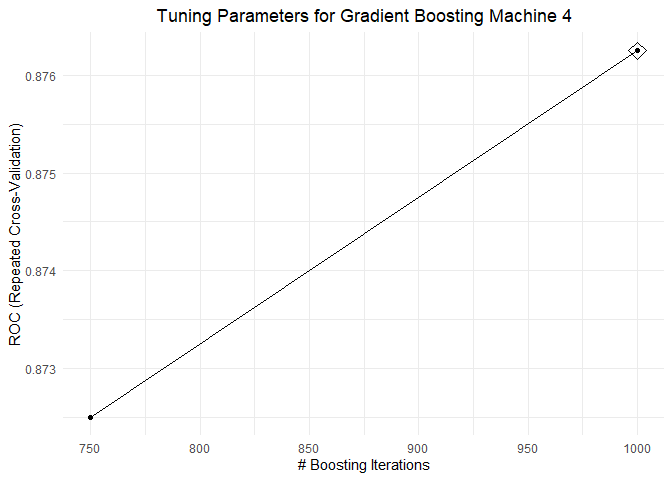 Tuning Parameters for Gradient Boosting Machine 4
ROC (Repeated Cross-Validation)
0.876
0.875
0.874
0.873
750 800 850 900 950 1000
# Boosting Iterations